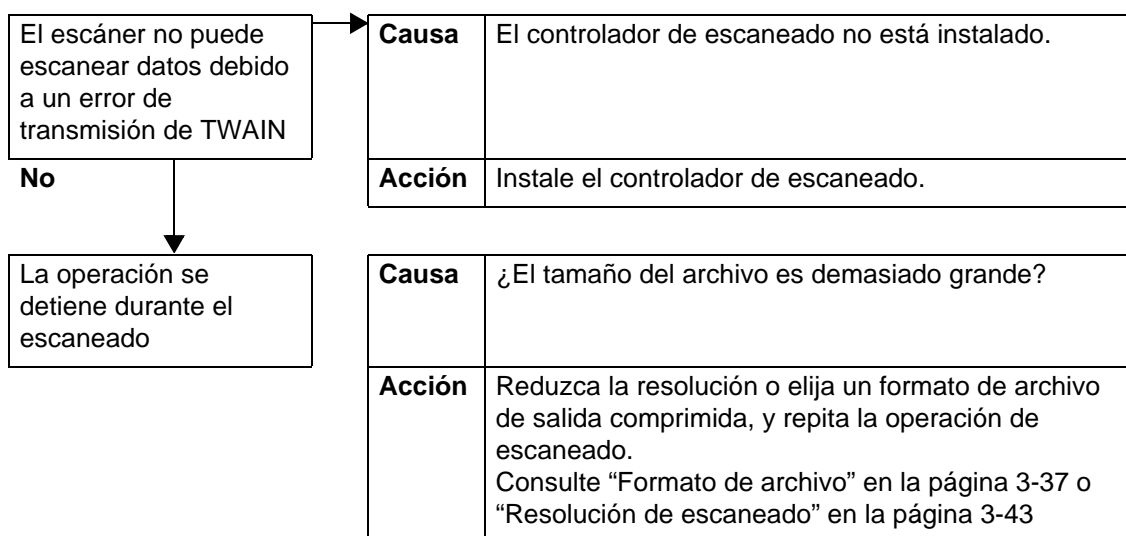 El escáner no puede
escanear datos debido
a un error de
transmisión de TWAIN
Causa
El controlador de escaneado no está instalado.
No
Acción
Instale el controlador de escaneado.
La operación se
detiene durante el
escaneado
Causa
¿El tamaño del archivo es demasiado grande?
Acción
Reduzca la resolución o elija un formato de archivo
de salida comprimida, y repita la operación de
escaneado.
Consulte “Formato de archivo” en la página 3-37 o
“Resolución de escaneado” en la página 3-43